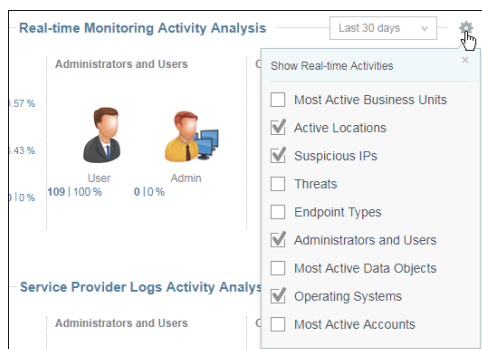 Real-time Monitoring Activity Analysis
Last 30 days
Administrators and Users
Show Real-time Activities
Most Active Business Units
Active Locations
Suspicious IPs
Threats
Endpoint Types
Administrators and Users
Most Active Data Objects
Operating Systems
Most Active Accounts
.57 %
.43 %
0 | 0 %
User
109 | 100 %
Admin
0 | 0 %
Service Provider Logs Activity Analys
Administrators and Users